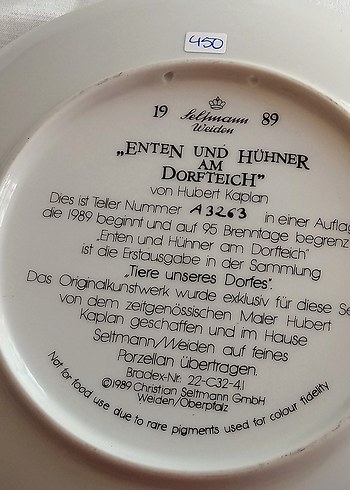 450
19 Seltmann 89
Weiden
„ENTEN UND HÜHNER
AM
DORFTEICH"
von Hubert Kaplan
Dies ist Teller Nummer A3263 in einer Auflag
die 1989 beginnt und auf 95 Brenntage begrenz
„Enten und Hühner am Dorfteich"
ist die Erstausgabe in der Sammlung
„Tiere unseres Dorfes".
Das Originalkunstwerk wurde exklusiv für diese Se
von dem zeitgenössischen Maler Hubert
Kaplan geschaffen und im Hause
Seltmann/Weiden auf feines
Porzellan übertragen.
Bradex-Nr. 22-C32-4.1
©1989 Christian Seltmann GmbH
Weiden/Oberpfalz
Not for food use due to rare pigments used for colour fidelity